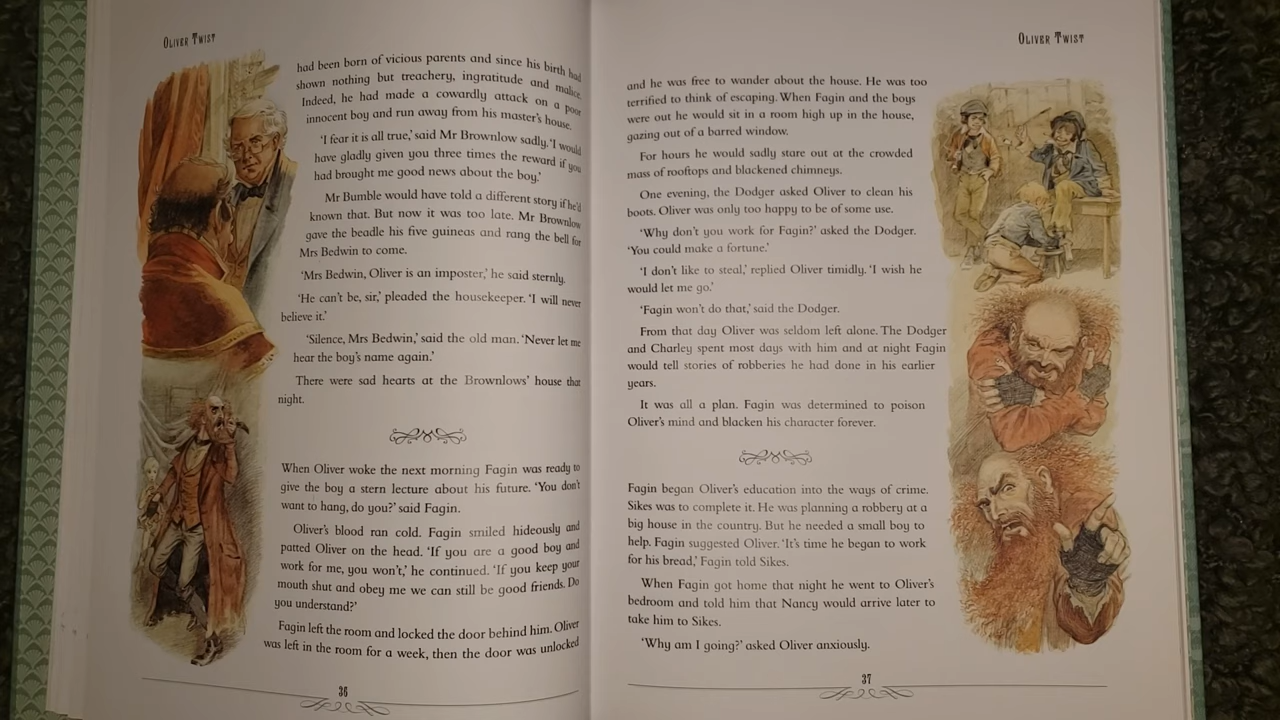 OLIVER TWIST
had been born of vicious parents and since his birth had
shown nothing but treachery, ingratitude and malice.
Indeed, he had made a cowardly attack on a poor
innocent boy and run away from his master's house.
'I fear it is all true,' said Mr Brownlow sadly. 'I would
have gladly given you three times the reward if you
had brought me good news about the boy.'
Mr Bumble would have told a different story if he'd
known that. But now it was too late. Mr Brownlow
gave the beadle his five guineas and rang the bell for
Mrs Bedwin to come.
'Mrs Bedwin, Oliver is an imposter,' he said sternly.
'He can't be, sir,' pleaded the housekeeper. 'I will never
believe it.'
'Silence, Mrs Bedwin,' said the old man. 'Never let me
hear the boy's name again.'
There were sad hearts at the Brownlows' house that
night.
When Oliver woke the next morning Fagin was ready to
give the boy a stern lecture about his future. 'You don't
want to hang, do you?' said Fagin.
Oliver's blood ran cold. Fagin smiled hideously and
patted Oliver on the head. 'If you are a good boy and
work for me, you won't,' he continued. 'If you keep your
mouth shut and obey me we can still be good friends. Do
you understand?'
Fagin left the room and locked the door behind him. Oliver
was left in the room for a week, then the door was unlocked
36
OLIVER TWIST
and he was free to wander about the house. He was too
terrified to think of escaping. When Fagin and the boys
were out he would sit in a room high up in the house,
gazing out of a barred window.
For hours he would sadly stare out at the crowded
mass of rooftops and blackened chimneys.
One evening, the Dodger asked Oliver to clean his
boots. Oliver was only too happy to be of some use.
'Why don't you work for Fagin?' asked the Dodger.
'You could make a fortune.'
'I don't like to steal,' replied Oliver timidly. 'I wish he
would let me go.'
'Fagin won't do that,' said the Dodger.
From that day Oliver was seldom left alone. The Dodger
and Charley spent most days with him and at night Fagin
would tell stories of robberies he had done in his earlier
years.
It was all a plan. Fagin was determined to poison
Oliver's mind and blacken his character forever.
Fagin began Oliver's education into the ways of crime.
Sikes was to complete it. He was planning a robbery at a
big house in the country. But he needed a small boy to
help. Fagin suggested Oliver. 'It's time he began to work
for his bread,' Fagin told Sikes.
When Fagin got home that night he went to Oliver's
bedroom and told him that Nancy would arrive later to
take him to Sikes.
'Why am I going?' asked Oliver anxiously.
37